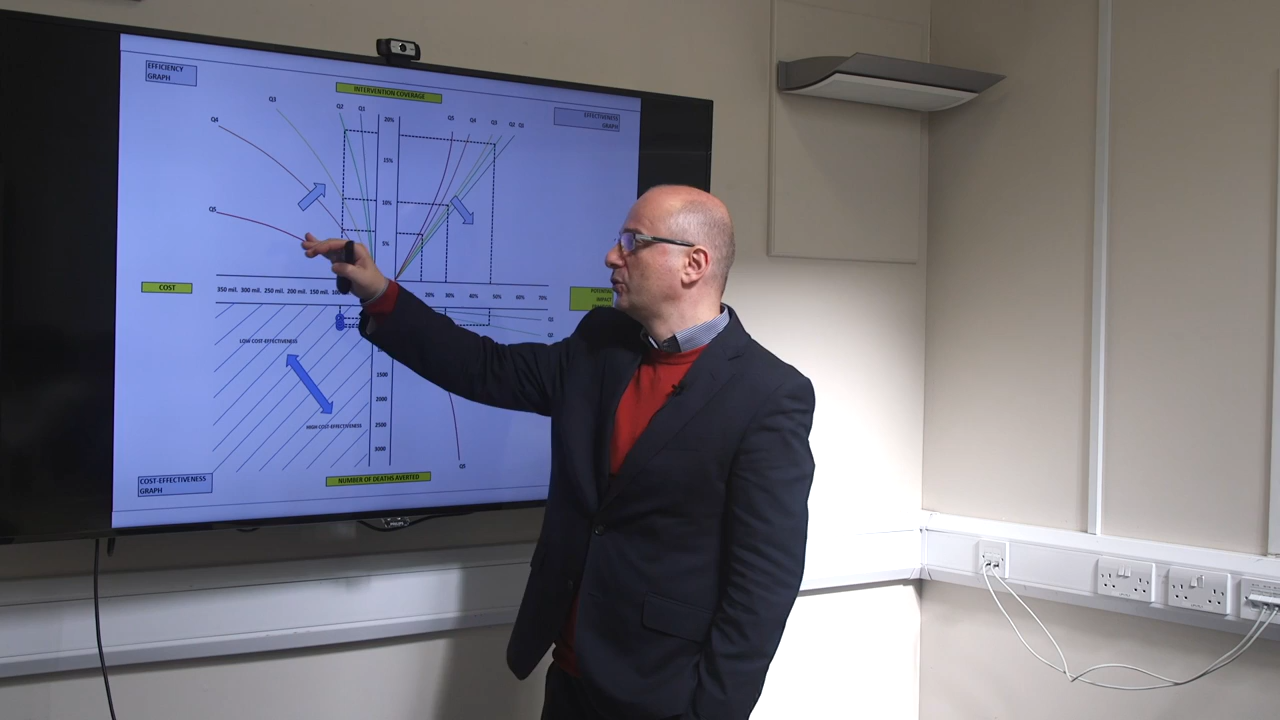 EFFICIENCY
GRAPH
INTERVENTION COVERAGE
EFFECTIVENESS
GRAPH
Q3
Q2
Q1
Q4
20%
Q5
Q4
Q3
Q2
Q1
15%
10%
Q5
5%
COST
350 mil.
300 mil.
250 mil.
200 mil.
150 mil.
20%
30%
40%
50%
60%
70%
POTENTIAL
IMPACT
Q1
Q2
LOW COST-EFFECTIVENESS
1500
2000
HIGH COST-EFFECTIVENESS
2500
3000
Q5
COST-EFFECTIVENESS
GRAPH
NUMBER OF DEATHS AVERTED
PHILIPS